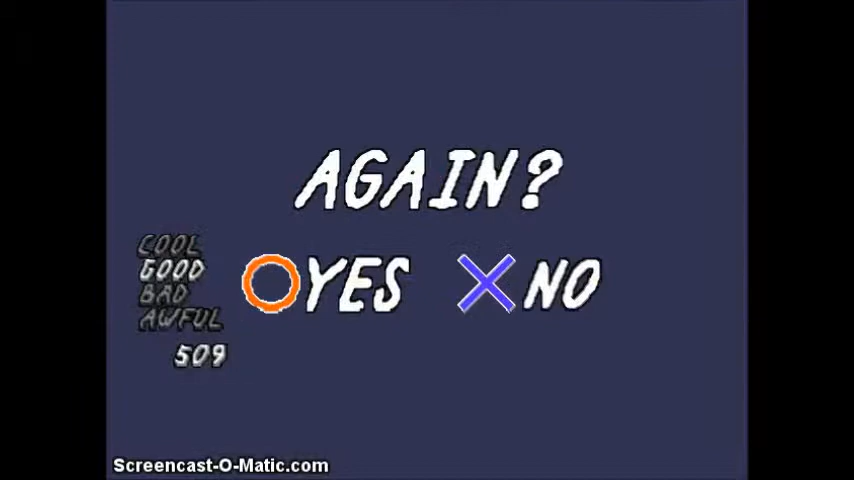 AGAIN?
YES NO
COOL
GOOD
BAD
AWFUL
509
Screencast-O-Matic.com